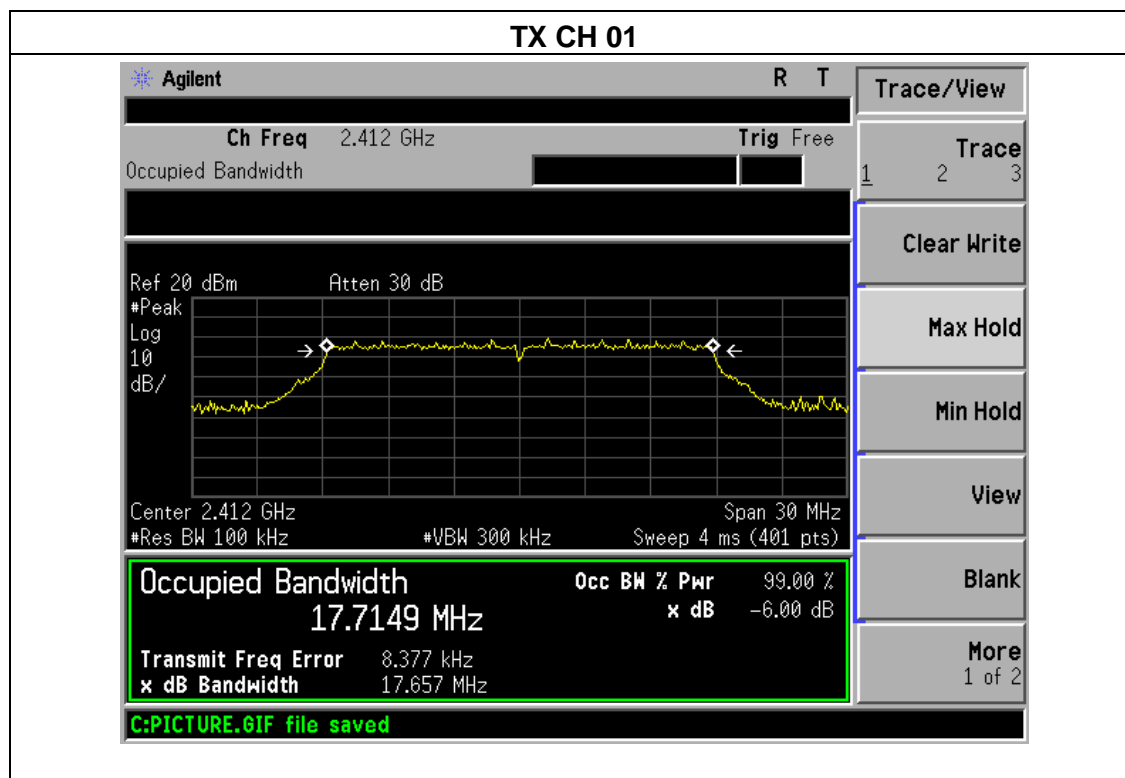 TX CH 01
Agilent R T
Trace/View
Ch Freq 2.412 GHz Trig Free
Occupied Bandwidth
Trace
1 2 3
Clear Write
Ref 20 dBm Atten 30 dB
#Peak
Log
10
dB/
Max Hold
Min Hold
View
Center 2.412 GHz Span 30 MHz
#Res BW 100 kHz #VBW 300 kHz Sweep 4 ms (401 pts)
Occupied Bandwidth Occ BW % Pwr 99.00 %
17.7149 MHz x dB -6.00 dB
Blank
Transmit Freq Error 8.377 kHz
x dB Bandwidth 17.657 MHz
More
1 of 2
C:PICTURE.GIF file saved